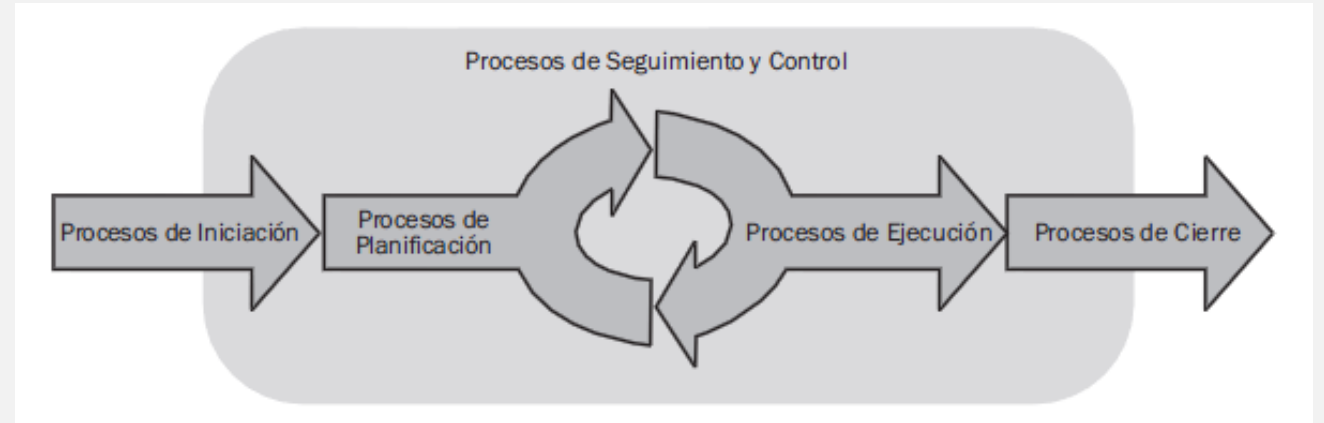 Procesos de Seguimiento y Control
Procesos de Iniciación
Procesos de
Planificación
Procesos de Ejecución
Procesos de Cierre